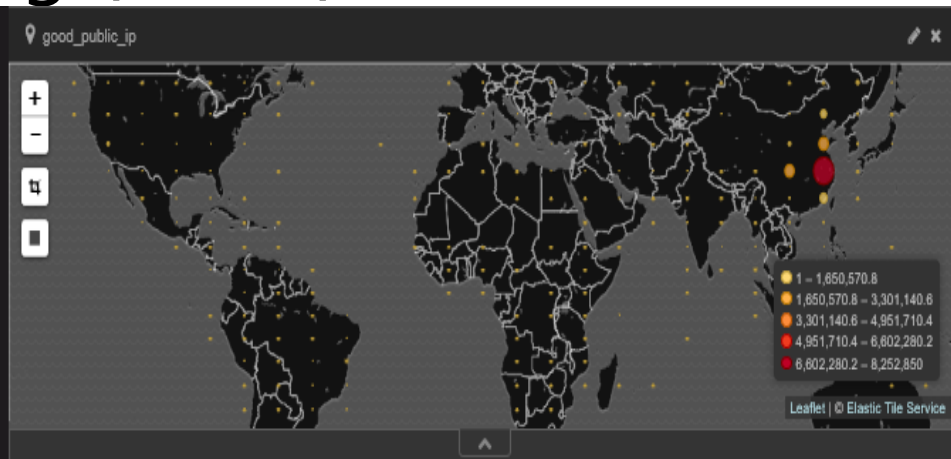 good_public_ip
+
−
1 – 1,650,570.8
1,650,570.8 – 3,301,140.6
3,301,140.6 – 4,951,710.4
4,951,710.4 – 6,602,280.2
6,602,280.2 – 8,252,850
Leaflet | © Elastic Tile Service